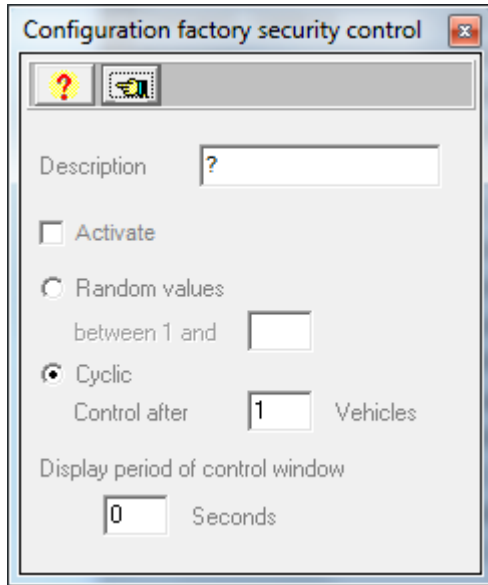 Configuration factory security control
?
Description ?
Activate
Random values
between 1 and
Cyclic
Control after 1 Vehicles
Display period of control window
0 Seconds